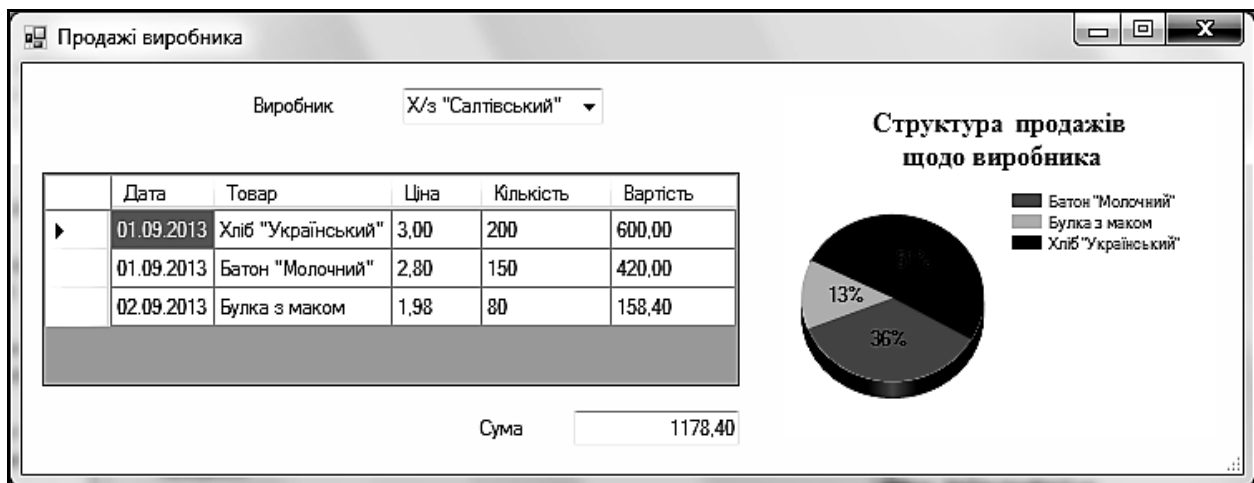 Продажі виробника
Виробник Х/з "Салтівський"
Дата Товар Ціна Кількість Вартість
01.09.2013 Хліб "Український" 3,00 200 600,00
01.09.2013 Батон "Молочний" 2,80 150 420,00
02.09.2013 Булка з маком 1,98 80 158,40
Сума 1178,40
Структура продажів
щодо виробника
Батон "Молочний"
Булка з маком
Хліб "Український"
13%
36%